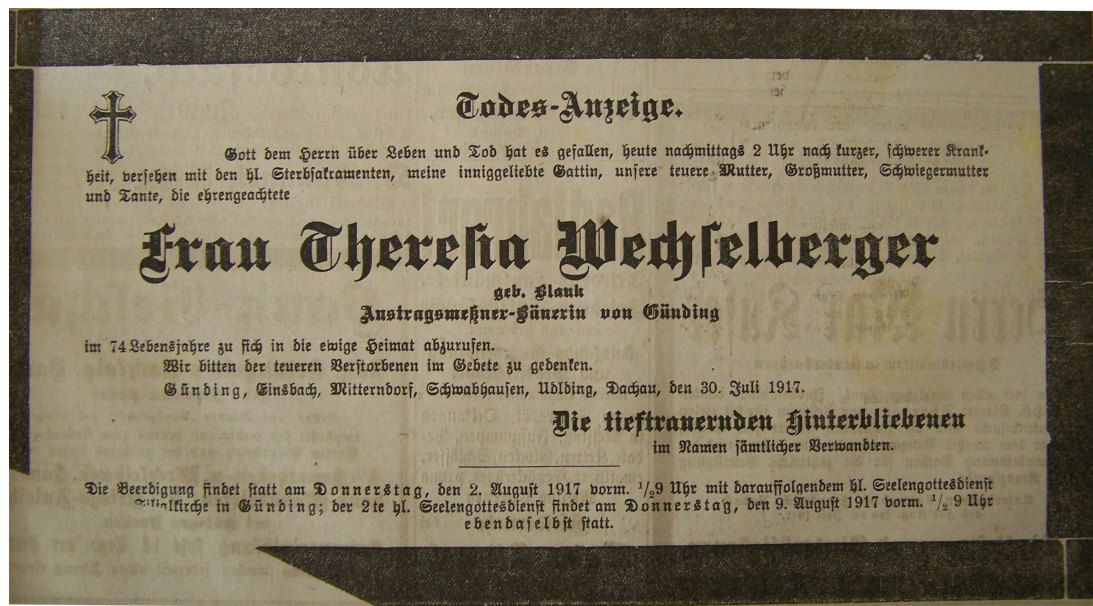 Todes-Anzeige.
Gott dem Herrn über Leben und Tod hat es gefallen, heute nachmittags 2 Uhr nach kurzer, schwerer Krank-
heit, versehen mit den hl. Sterbsakramenten, meine inniggeliebte Gattin, unsere teuere Mutter, Großmutter, Schwiegermutter
und Tante, die ehrengeachtete
Frau Theresia Wechselberger
geb. Blank
Austragsmeßner-Bäuerin von Günding
im 74 Lebensjahre zu sich in die ewige Heimat abzurufen.
Wir bitten der teueren Verstorbenen im Gebete zu gedenken.
Günding, Einsbach, Mitterndorf, Schwabhausen, Udlding, Dachau, den 30. Juli 1917.
Die tieftrauernden Hinterbliebenen
im Namen sämtlicher Verwandten.
Die Beerdigung findet statt am Donnerstag, den 2. August 1917 vorm. 1/29 Uhr mit darauffolgendem hl. Seelengottesdienst
Filialkirche in Günding; der 2te hl. Seelengottesdienst findet am Donnerstag, den 9. August 1917 vorm. 1/2 9 Uhr
ebendaselbst statt.